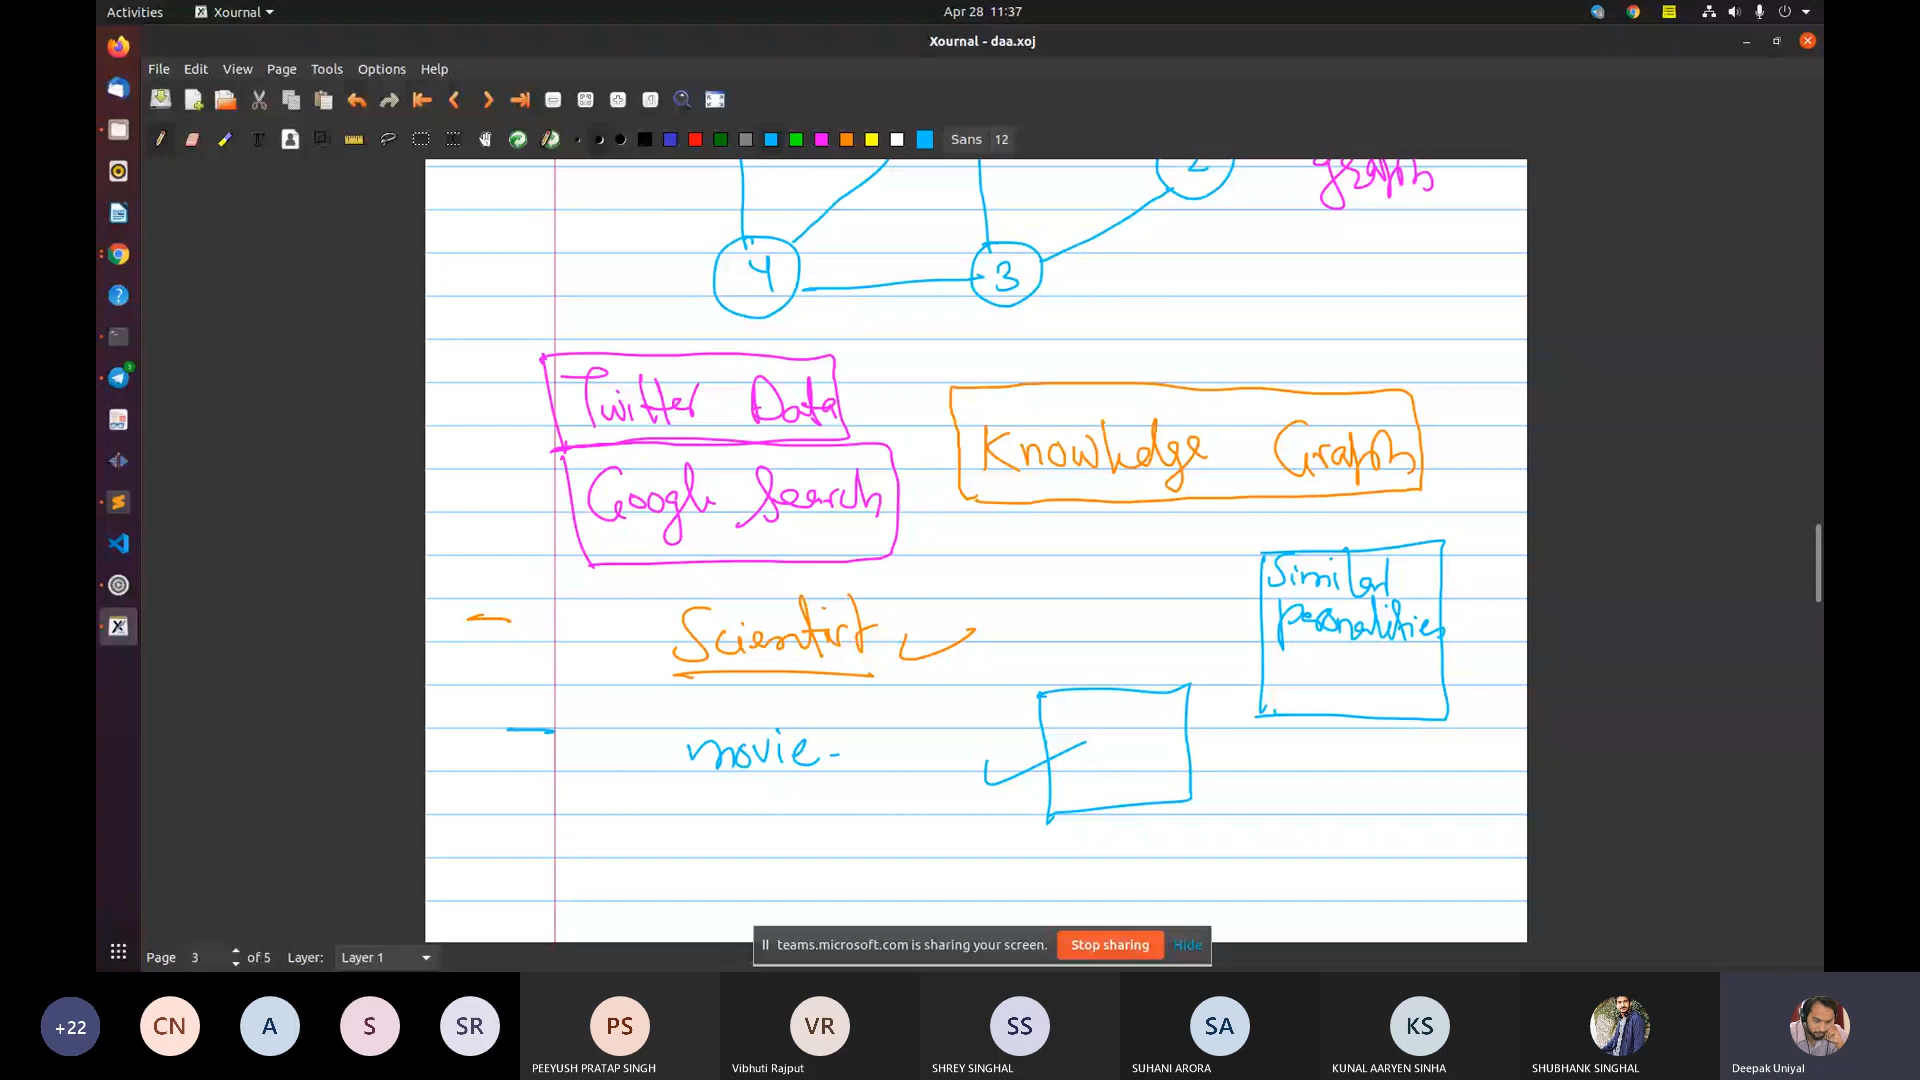 Activities
Xournal
Apr 28 11:37
Xournal - daa.xoj
File Edit View Page Tools Options Help
Sans 12
2
graph
4
3
Twitter Data
Knowledge Graph
Google Search
Similar
personalities
Scientist
movie -
teams.microsoft.com is sharing your screen. Stop sharing Hide
Page 3 of 5 Layer: Layer 1
+22 CN A S SR PS VR SS SA KS
PEEYUSH PRATAP SINGH Vibhuti Rajput SHREY SINGHAL SUHANI ARORA KUNAL AARYEN SINHA SHUBHANK SINGHAL Deepak Uniyal